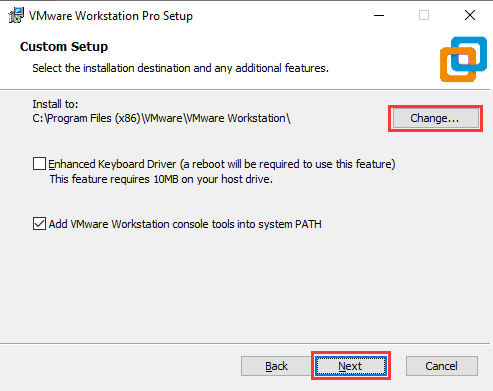 VMware Workstation Pro Setup
Custom Setup
Select the installation destination and any additional features.
Install to:
C:\Program Files (x86)\VMware\VMware Workstation\
Change...
Enhanced Keyboard Driver (a reboot will be required to use this feature)
This feature requires 10MB on your host drive.
Add VMware Workstation console tools into system PATH
Back
Next
Cancel